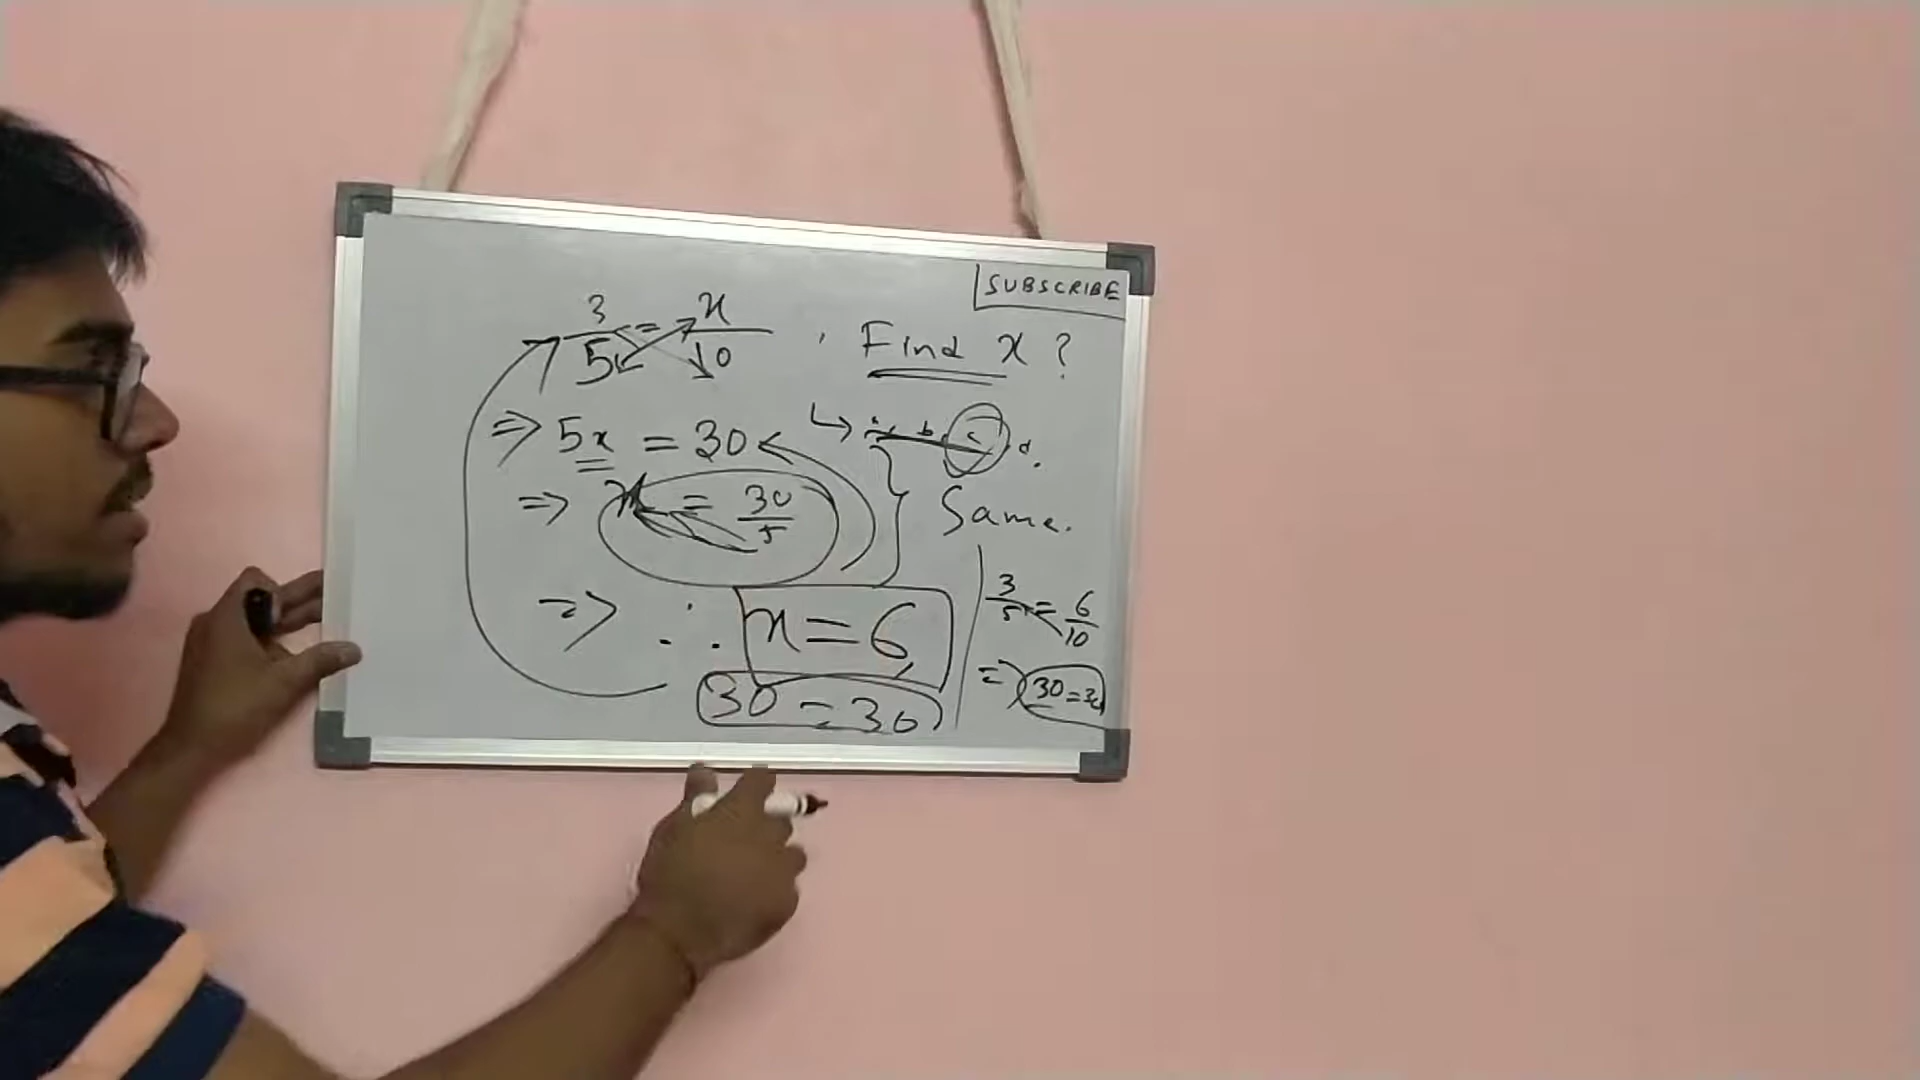 SUBSCRIBE
3/5 = x/10 , Find x ?
⇒ 5x = 30
↳ a, b, c, d.
⇒ x = 30/5
Same.
⇒ ∴ x = 6,
30 = 30
3/5 = 6/10
⇒ 30 = 30